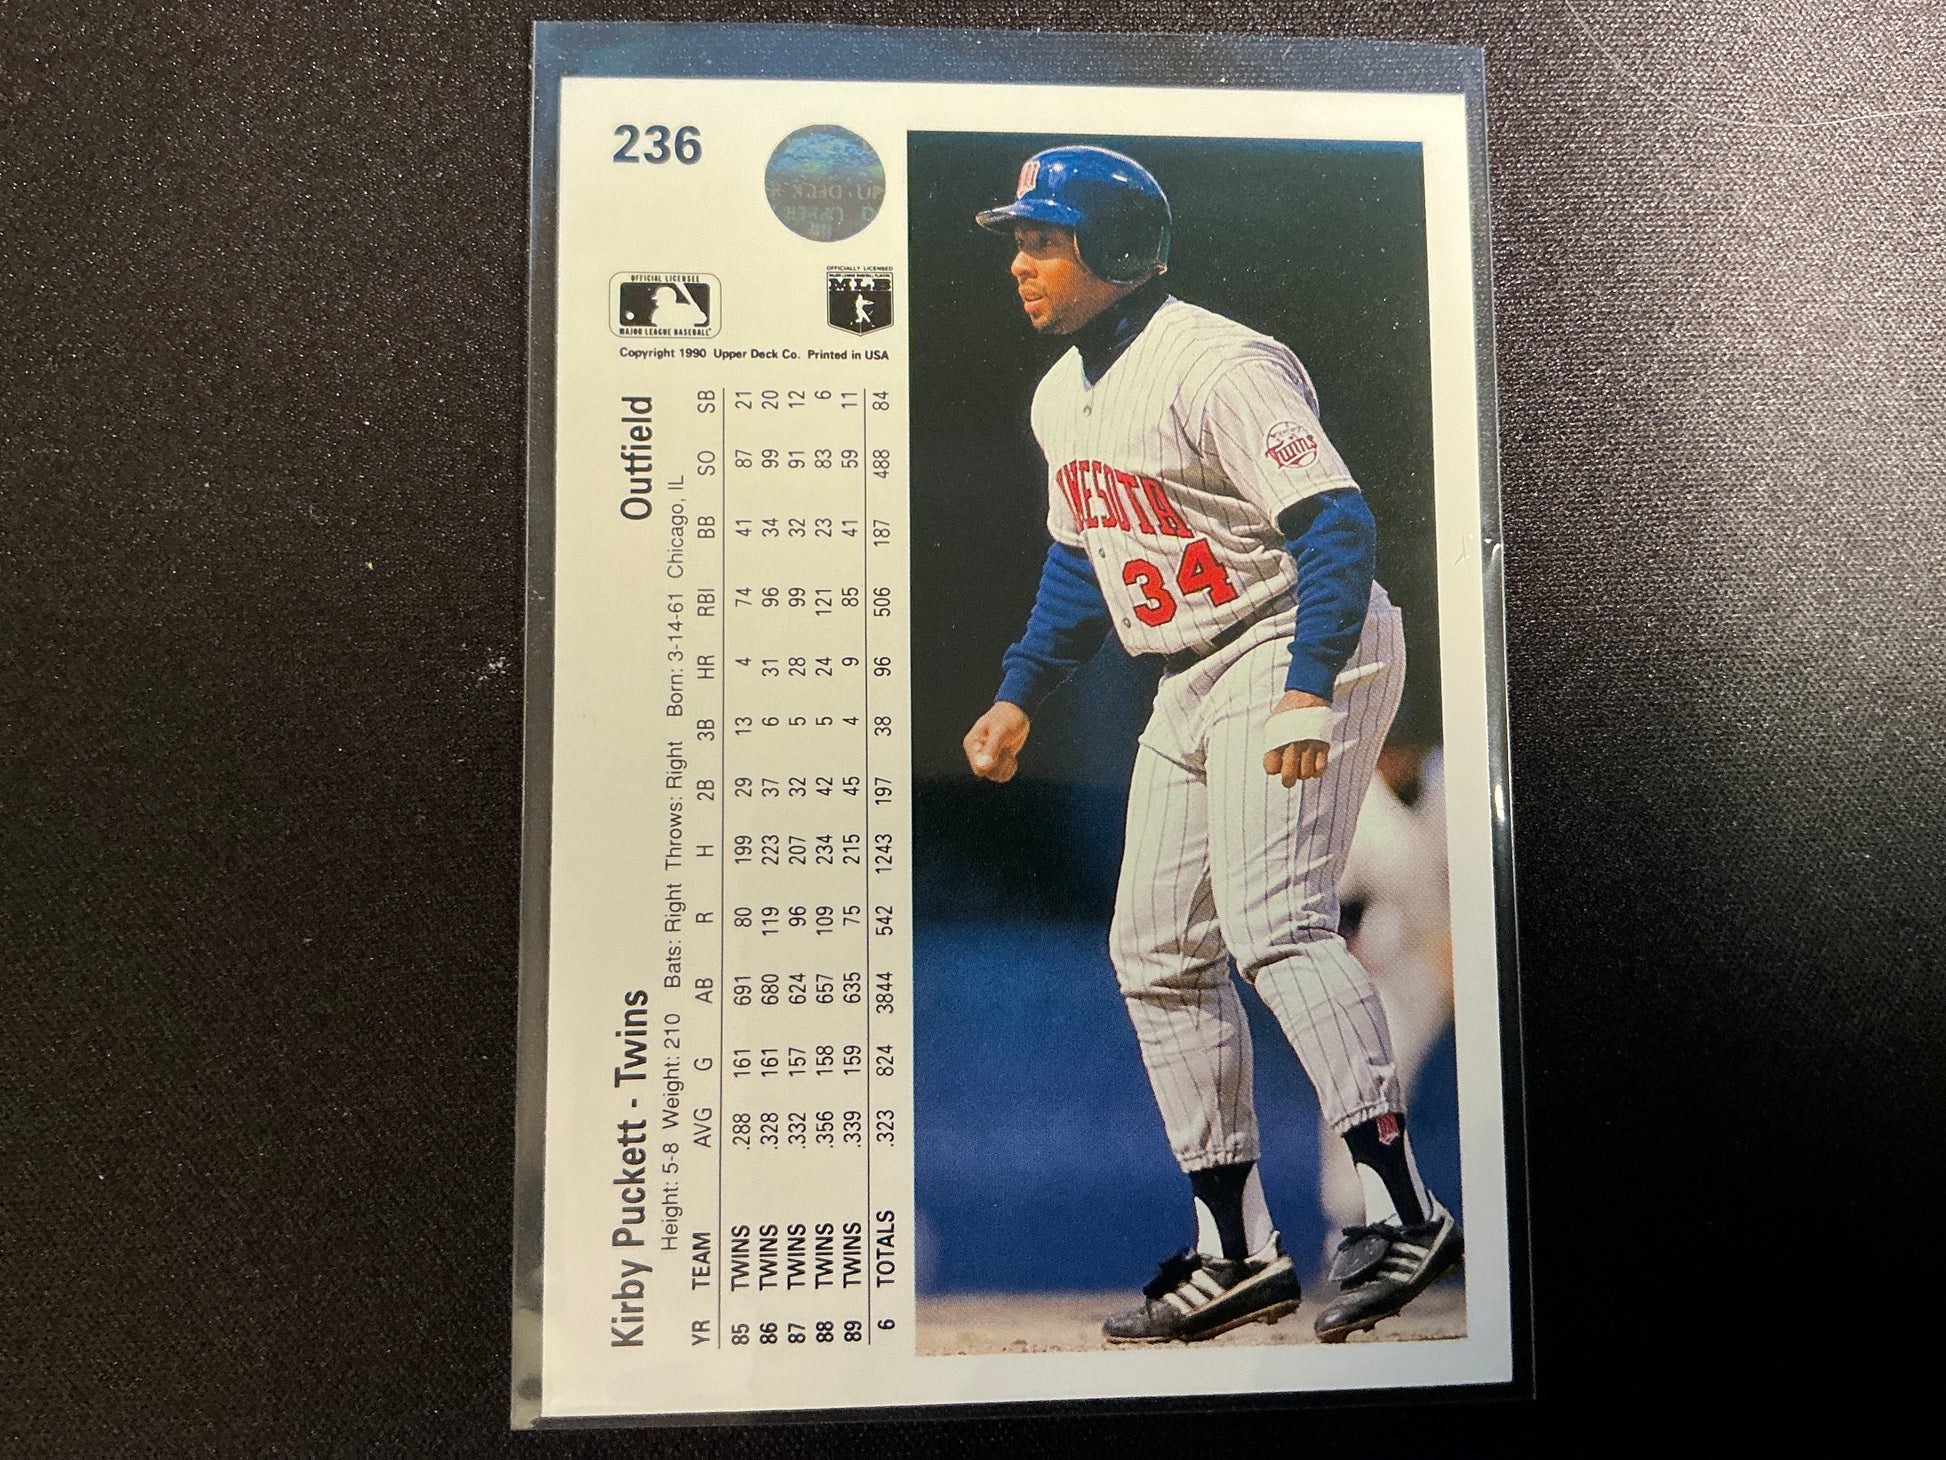 236
OFFICIAL LICENSEE
MAJOR LEAGUE BASEBALL
OFFICIALLY LICENSED
MAJOR LEAGUE BASEBALL PLAYERS
MLB
Copyright 1990 Upper Deck Co. Printed in USA
Kirby Puckett - Twins Outfield
Height: 5-8 Weight: 210 Bats: Right Throws: Right Born: 3-14-61 Chicago, IL
YR TEAM AVG G AB R H 2B 3B HR RBI BB SO SB
85 TWINS .288 161 691 80 199 29 13 4 74 41 87 21
86 TWINS .328 161 680 119 223 37 6 31 96 34 99 20
87 TWINS .332 157 624 96 207 32 5 28 99 32 91 12
88 TWINS .356 158 657 109 234 42 5 24 121 23 83 6
89 TWINS .339 159 635 75 215 45 4 9 85 41 59 11
6 TOTALS .323 824 3844 542 1243 197 38 96 506 187 488 84
UPPER
DECK
M
Twins
NESOTA
34
M